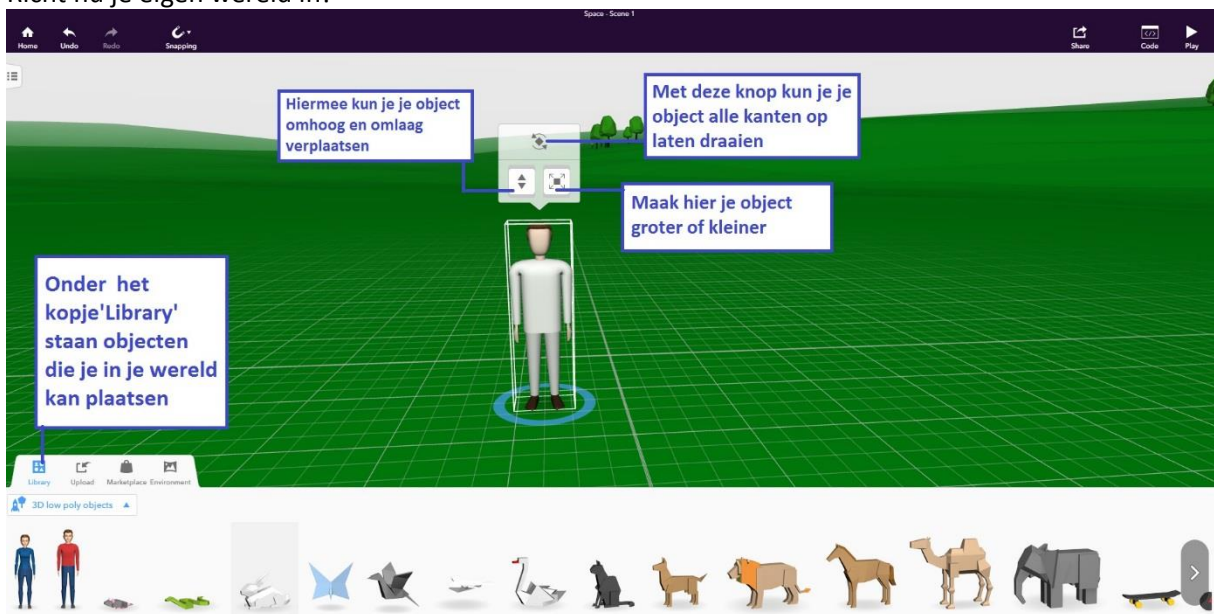 Richt nu je eigen wereld in!
Space - Scene 1
Home
Undo
Redo
Snapping
Share
Code
Play
Hiermee kun je je object
omhoog en omlaag
verplaatsen
Met deze knop kun je je
object alle kanten op
laten draaien
Maak hier je object
groter of kleiner
Onder het
kopje'Library'
staan objecten
die je in je wereld
kan plaatsen
Library
Upload
Marketplace
Environment
3D low poly objects